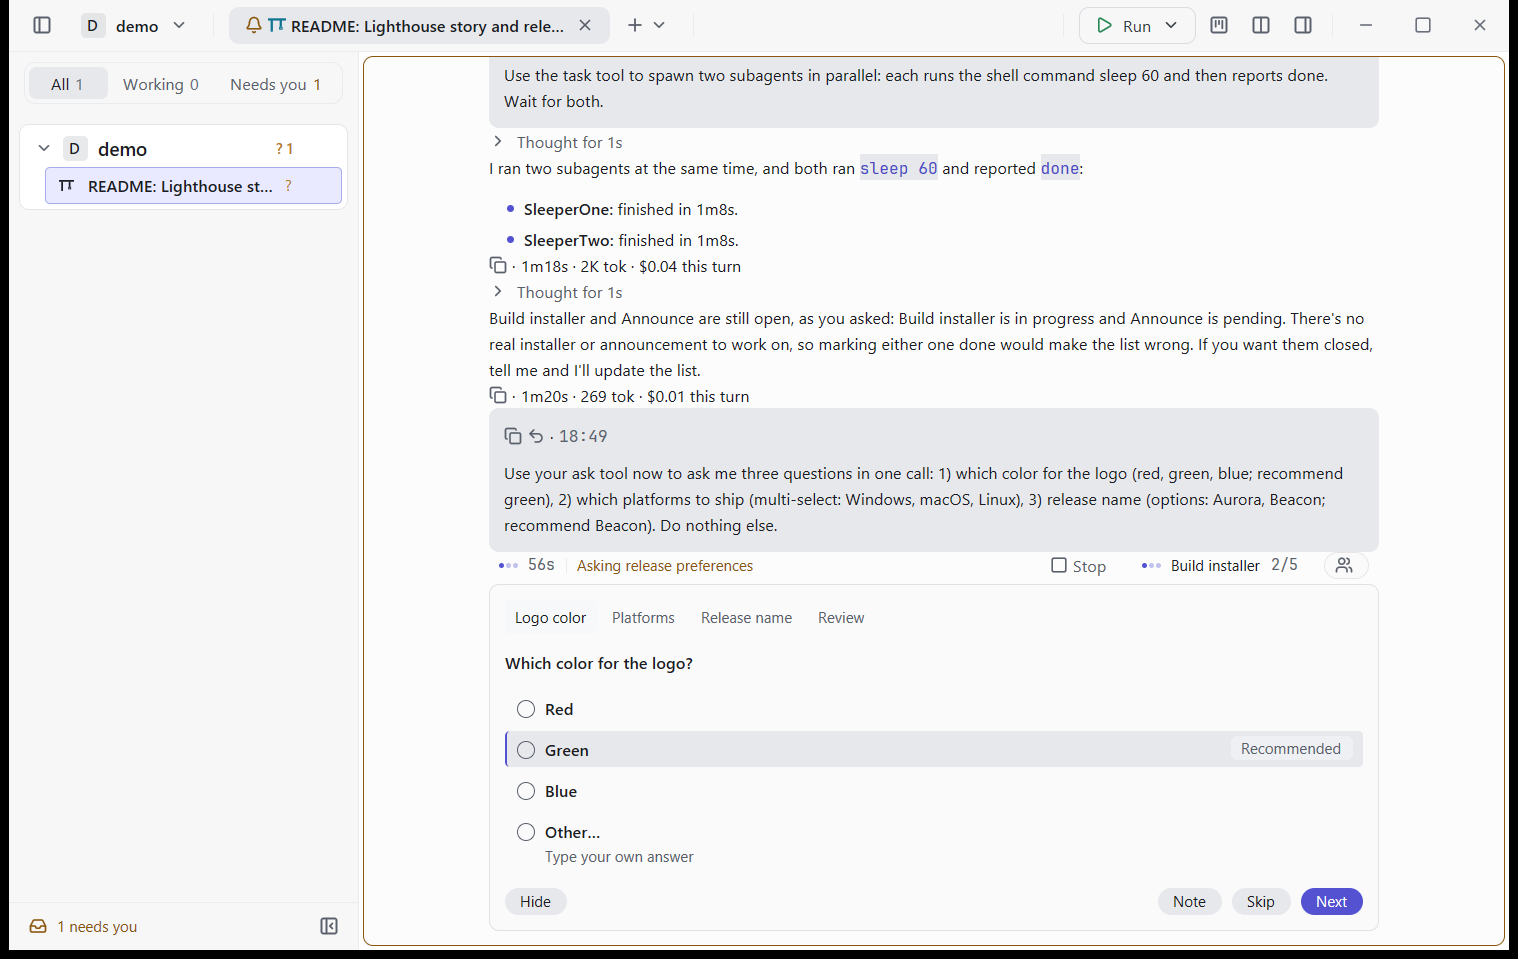 D demo
README: Lighthouse story and rele...
Run
All 1
Working 0
Needs you 1
D demo ? 1
README: Lighthouse st... ?
1 needs you
Use the task tool to spawn two subagents in parallel: each runs the shell command sleep 60 and then reports done.
Wait for both.
Thought for 1s
I ran two subagents at the same time, and both ran sleep 60 and reported done:
• SleeperOne: finished in 1m8s.
• SleeperTwo: finished in 1m8s.
· 1m18s · 2K tok · $0.04 this turn
Thought for 1s
Build installer and Announce are still open, as you asked: Build installer is in progress and Announce is pending. There's no
real installer or announcement to work on, so marking either one done would make the list wrong. If you want them closed,
tell me and I'll update the list.
· 1m20s · 269 tok · $0.01 this turn
· 18:49
Use your ask tool now to ask me three questions in one call: 1) which color for the logo (red, green, blue; recommend
green), 2) which platforms to ship (multi-select: Windows, macOS, Linux), 3) release name (options: Aurora, Beacon;
recommend Beacon). Do nothing else.
56s Asking release preferences Stop Build installer 2/5
Logo color Platforms Release name Review
Which color for the logo?
Red
Green Recommended
Blue
Other...
Type your own answer
Hide Note Skip Next